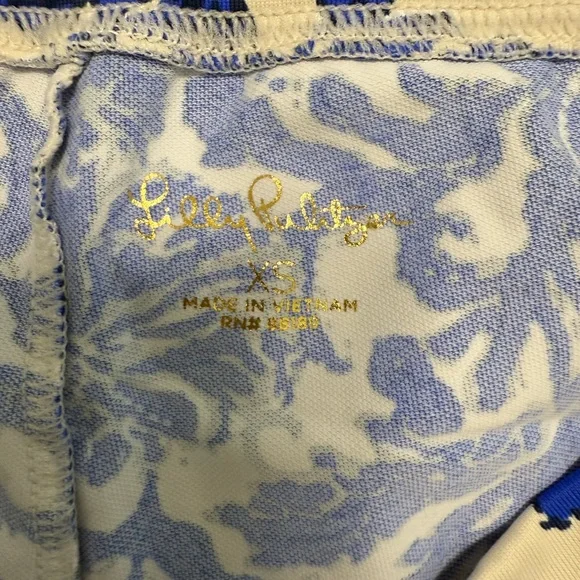 Lilly Pulitzer
XS
MADE IN VIETNAM
RN#